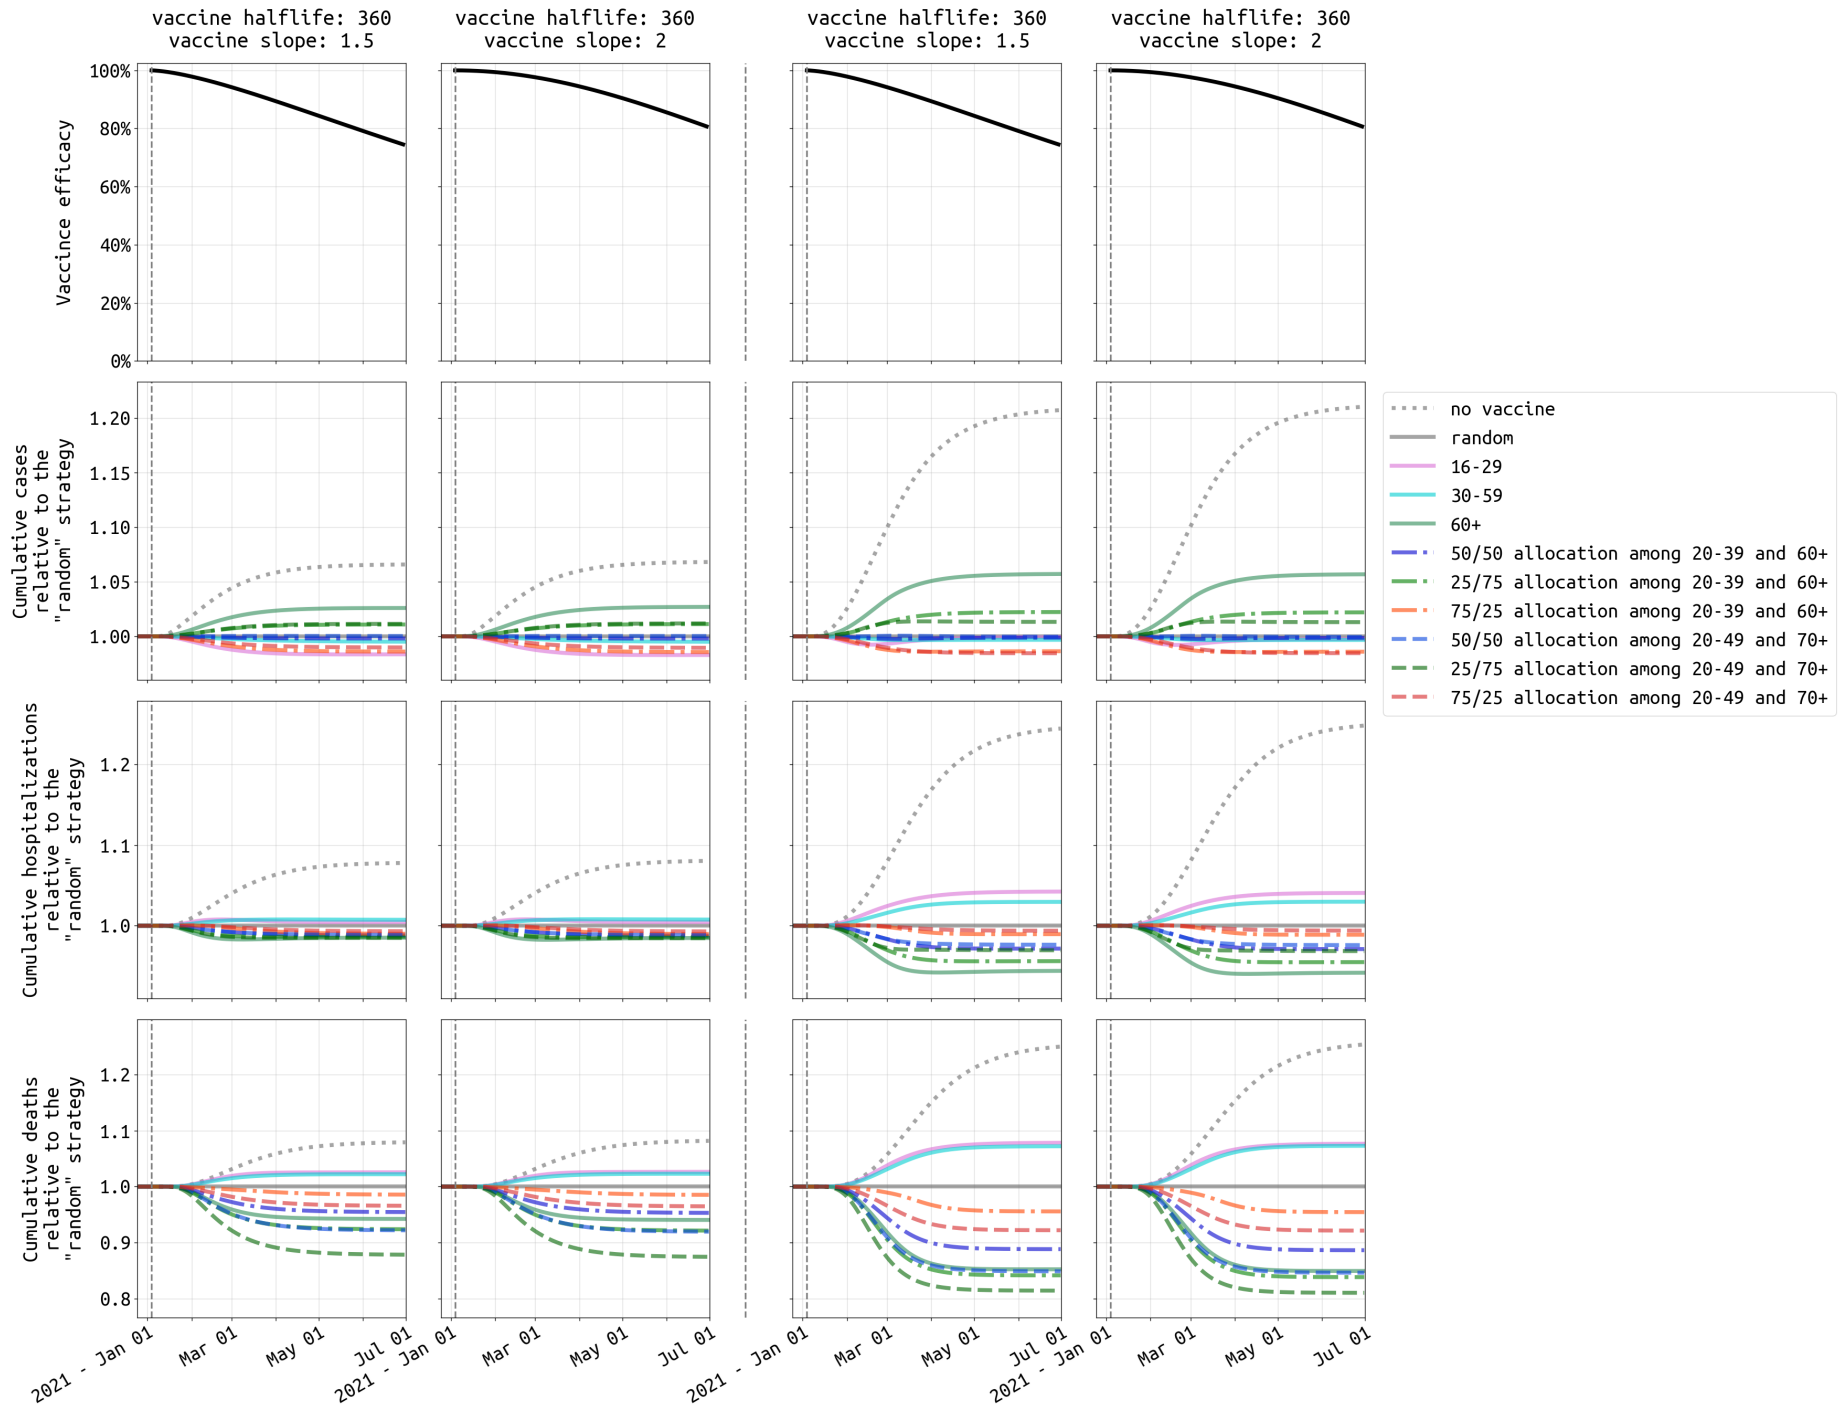 vaccine halflife: 360
vaccine slope: 1.5
vaccine halflife: 360
vaccine slope: 2
vaccine halflife: 360
vaccine slope: 1.5
vaccine halflife: 360
vaccine slope: 2
Vaccince efficacy
100%
80%
60%
40%
20%
0%
Cumulative cases
relative to the
"random" strategy
1.20
1.15
1.10
1.05
1.00
no vaccine
random
16-29
30-59
60+
50/50 allocation among 20-39 and 60+
25/75 allocation among 20-39 and 60+
75/25 allocation among 20-39 and 60+
50/50 allocation among 20-49 and 70+
25/75 allocation among 20-49 and 70+
75/25 allocation among 20-49 and 70+
Cumulative hospitalizations
relative to the
"random" strategy
1.2
1.1
1.0
Cumulative deaths
relative to the
"random" strategy
1.2
1.1
1.0
0.9
0.8
2021 - Jan 01
Mar 01
May 01
Jul 01
2021 - Jan 01
Mar 01
May 01
Jul 01
2021 - Jan 01
Mar 01
May 01
Jul 01
2021 - Jan 01
Mar 01
May 01
Jul 01